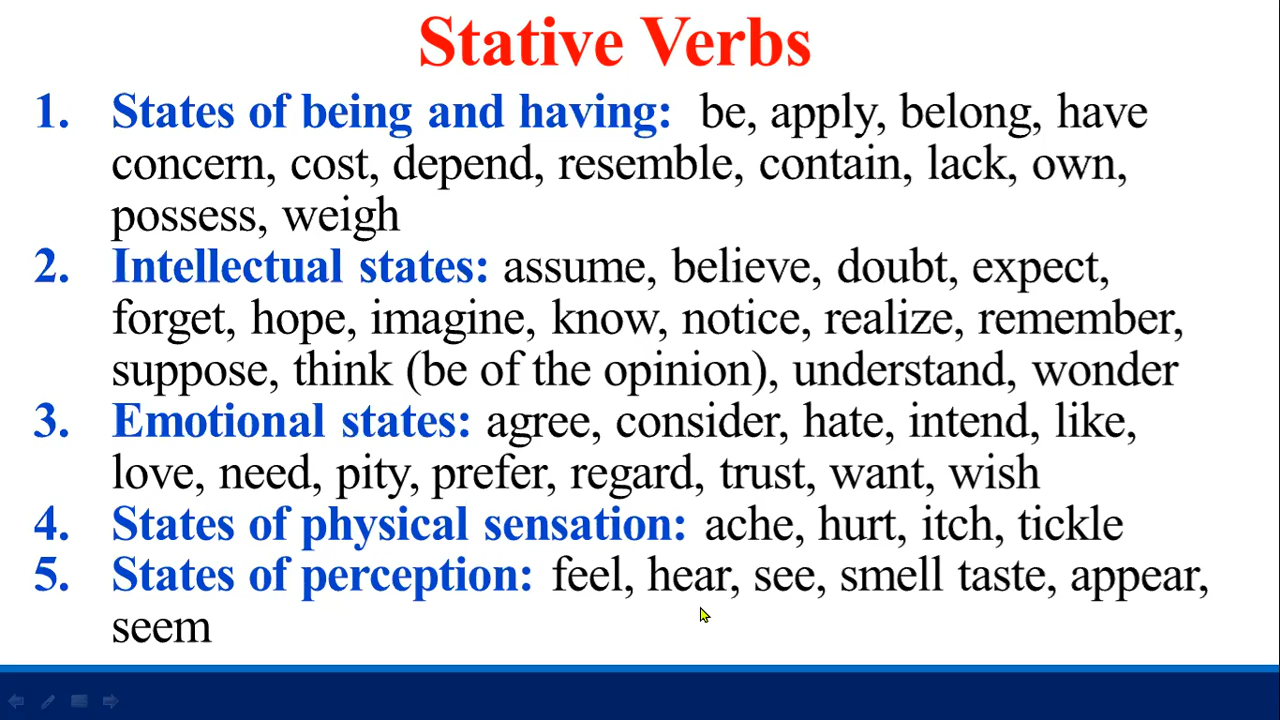 Stative Verbs
1. States of being and having: be, apply, belong, have
concern, cost, depend, resemble, contain, lack, own,
possess, weigh
2. Intellectual states: assume, believe, doubt, expect,
forget, hope, imagine, know, notice, realize, remember,
suppose, think (be of the opinion), understand, wonder
3. Emotional states: agree, consider, hate, intend, like,
love, need, pity, prefer, regard, trust, want, wish
4. States of physical sensation: ache, hurt, itch, tickle
5. States of perception: feel, hear, see, smell taste, appear,
seem